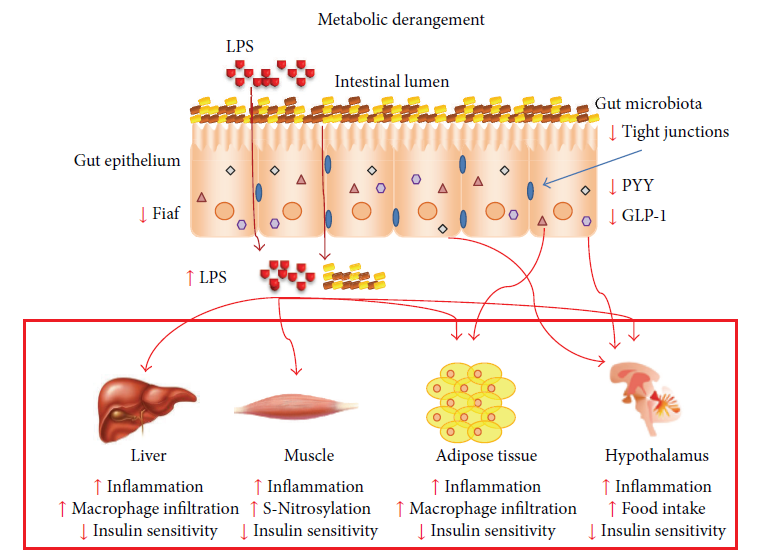 Metabolic derangement
LPS
Intestinal lumen
Gut microbiota
↓ Tight junctions
Gut epithelium
↓ PYY
↓ Fiaf
↓ GLP-1
↑ LPS
Liver
↑ Inflammation
↑ Macrophage infiltration
↓ Insulin sensitivity
Muscle
↑ Inflammation
↑ S-Nitrosylation
↓ Insulin sensitivity
Adipose tissue
↑ Inflammation
↑ Macrophage infiltration
↓ Insulin sensitivity
Hypothalamus
↑ Inflammation
↑ Food intake
↓ Insulin sensitivity